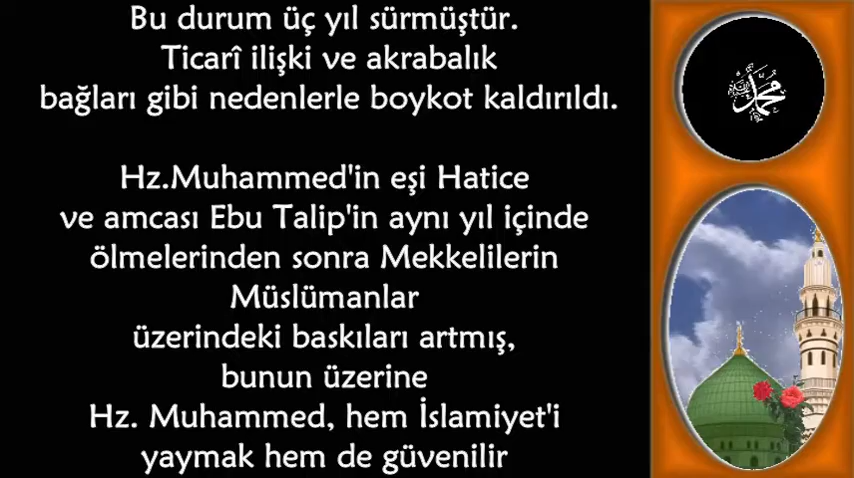 Bu durum üç yıl sürmüştür.
Ticarî ilişki ve akrabalık
bağları gibi nedenlerle boykot kaldırıldı.
Hz.Muhammed'in eşi Hatice
ve amcası Ebu Talip'in aynı yıl içinde
ölmelerinden sonra Mekkelilerin
Müslümanlar
üzerindeki baskıları artmış,
bunun üzerine
Hz. Muhammed, hem İslamiyet'i
yaymak hem de güvenilir
محمد